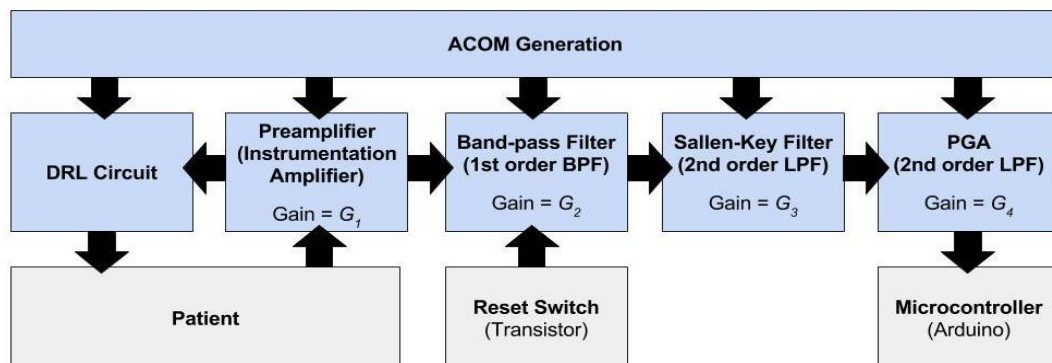 ACOM Generation
DRL Circuit
Preamplifier
(Instrumentation
Amplifier)
Gain = G₁
Band-pass Filter
(1st order BPF)
Gain = G₂
Sallen-Key Filter
(2nd order LPF)
Gain = G₃
PGA
(2nd order LPF)
Gain = G₄
Patient
Reset Switch
(Transistor)
Microcontroller
(Arduino)